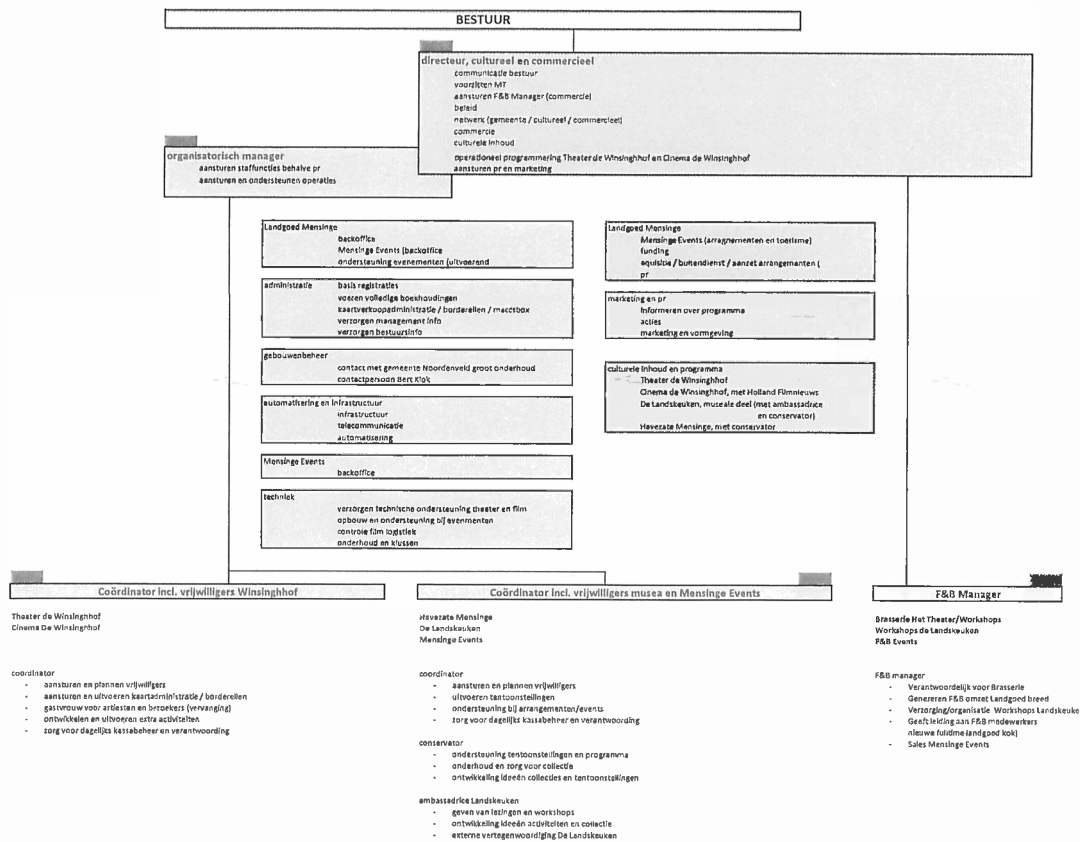 BESTUUR
directeur, cultureel en commercieel
communicatie bestuur
voorzitten MT
aansturen F&B Manager (commercie)
beleid
netwerk (gemeente / cultureel / commercieel)
commercie
culturele inhoud
operationeel programmering Theater de Winsinghhof en Cinema de Winsinghhof
aansturen pr en marketing
organisatorisch manager
aansturen staffuncties behalve pr
aansturen en ondersteunen operaties
Landgoed Mensinge
backoffice
Mensinge Events (backoffice
ondersteuning evenementen (uitvoerend
administratie basis registraties
voeren volledige boekhoudingen
kaartverkoopadministratie / borderellen / maccsbox
verzorgen management info
verzorgen bestuursinfo
gebouwenbeheer
contact met gemeente Noordenveld groot onderhoud
contactpersoon Bert Klok
automatisering en infrastructuur
infrastructuur
telecommunicatie
automatisering
Mensinge Events
backoffice
techniek
verzorgen technische ondersteuning theater en film
opbouw en ondersteuning bij evenmenten
controle film logistiek
onderhoud en klussen
Landgoed Mensinge
Mensinge Events (arragnementen en toerisme)
funding
aquisitie / buitendienst / aanzet arrangementen (
pr
marketing en pr
Informeren over programma
acties
marketing en vormgeving
culturele inhoud en programma
Theater de Winsinghhof
Cinema de Winsinghhof, met Holland Filmnieuws
De Landskeuken, museale deel (met ambassadrice
en conservator)
Havezate Mensinge, met conservator
Coördinator incl. vrijwilligers Winsinghhof
Theater de Winsinghhof
Cinema De Winsinghhof
coordinator
- aansturen en plannen vrijwilligers
- aansturen en uitvoeren kaartadministratie / borderellen
- gastvrouw voor artiesten en bezoekers (vervanging)
- ontwikkelen en uitvoeren extra activiteiten
- zorg voor dagelijks kassabeheer en verantwoording
Coördinator incl. vrijwilligers musea en Mensinge Events
Havezate Mensinge
De Landskeuken
Mensinge Events
coordinator
- aansturen en plannen vrijwilligers
- uitvoeren tantoonstellingen
- ondersteuning bij arrangementen/events
- zorg voor dagelijks kassabeheer en verantwoording
conservator
- ondersteuning tentoonstellingen en programma
- onderhoud en zorg voor collectie
- ontwikkeling ideeën collecties en tentoonstellingen
ambassadrice Landskeuken
- geven van lezingen en workshops
- ontwikkeling ideeën activiteiten en collectie
- externe vertegenwoordiging De Landskeuken
F&B Manager
Brasserie Het Theater/Workshops
Workshops de Landskeuken
F&B Events
F&B manager
- Verantwoordelijk voor Brasserie
- Genereren F&B omzet Landgoed breed
- Verzorging/organisatie Workshops Landskeuke
- Geeft leiding aan F&B medewerkers
nieuwe fulltime landgoed kok)
- Sales Mensinge Events